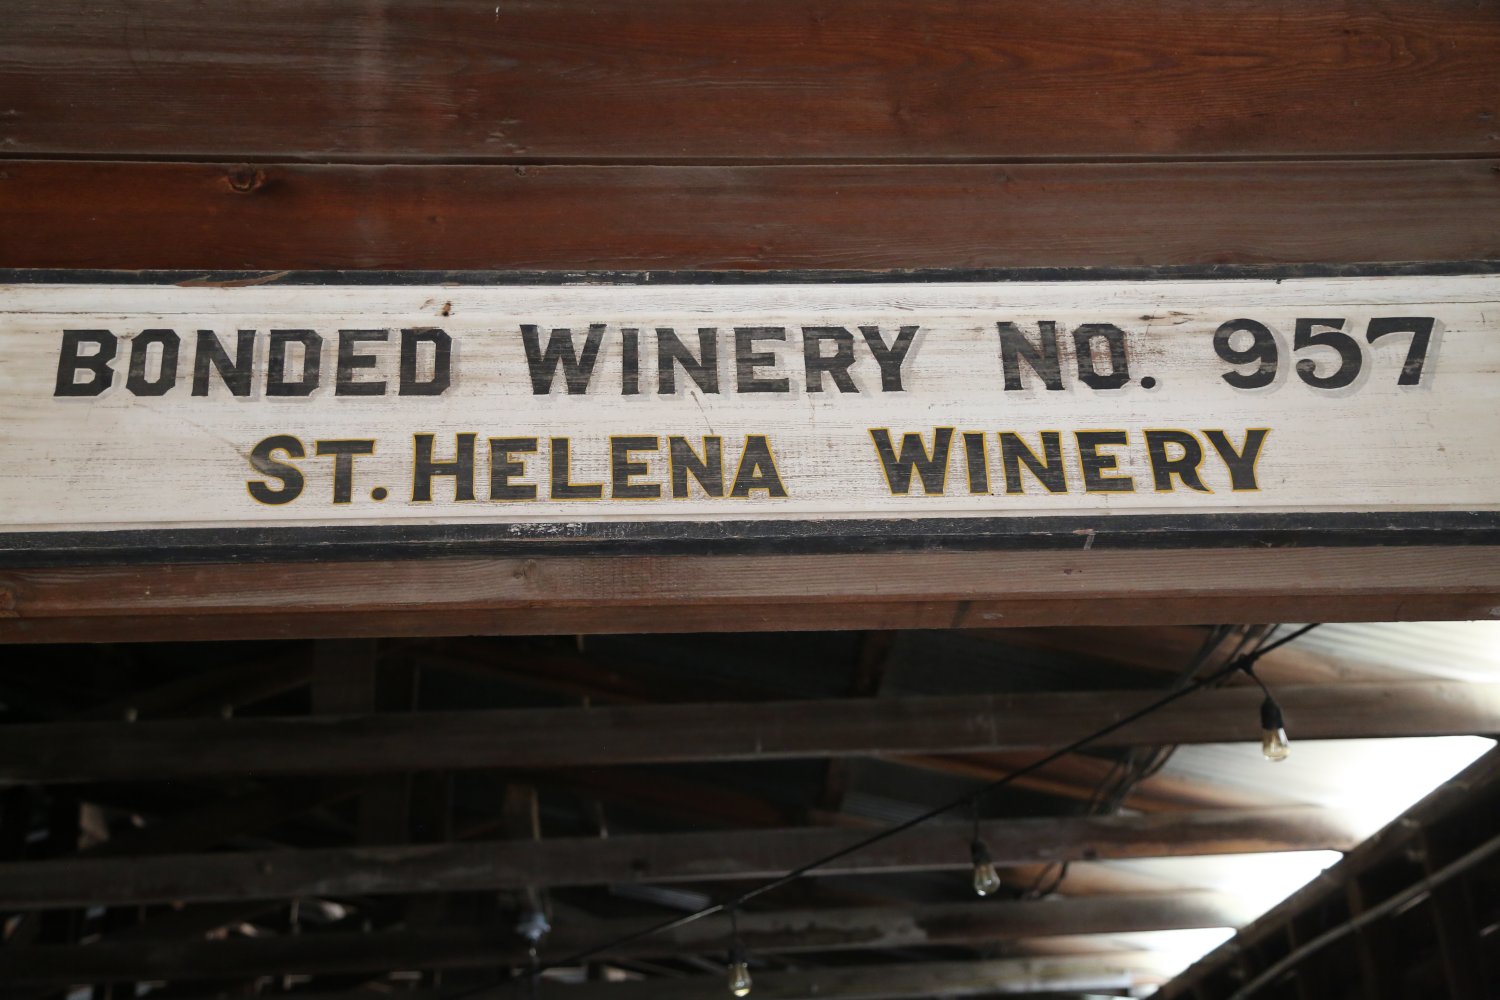 BONDED WINERY NO. 957
ST. HELENA WINERY